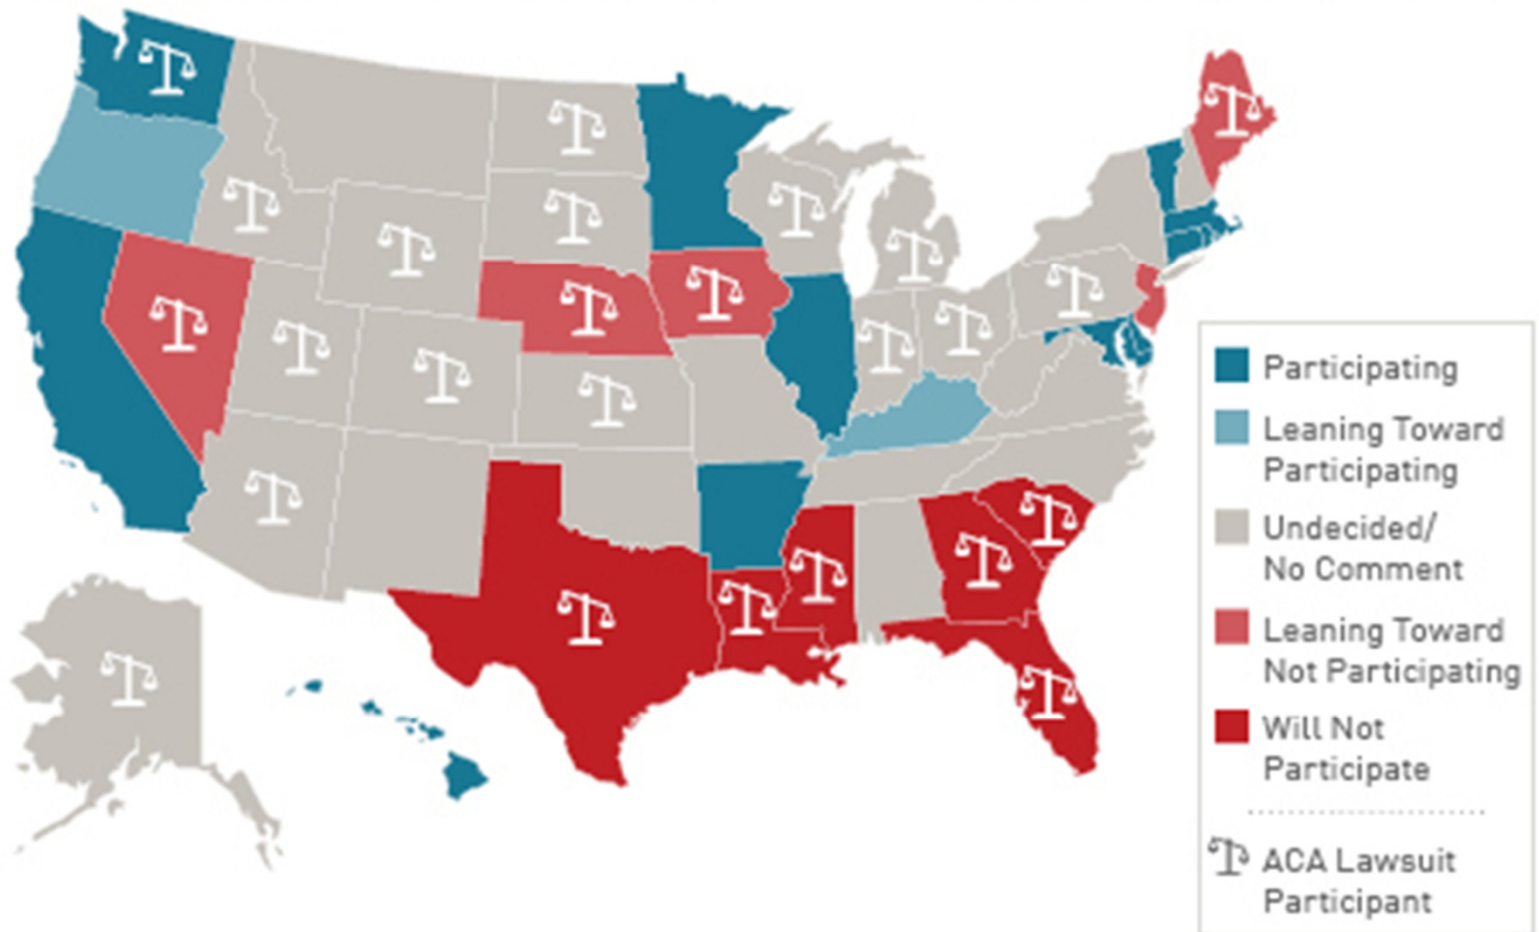 Participating
Leaning Toward
Participating
Undecided/
No Comment
Leaning Toward
Not Participating
Will Not
Participate
ACA Lawsuit
Participant